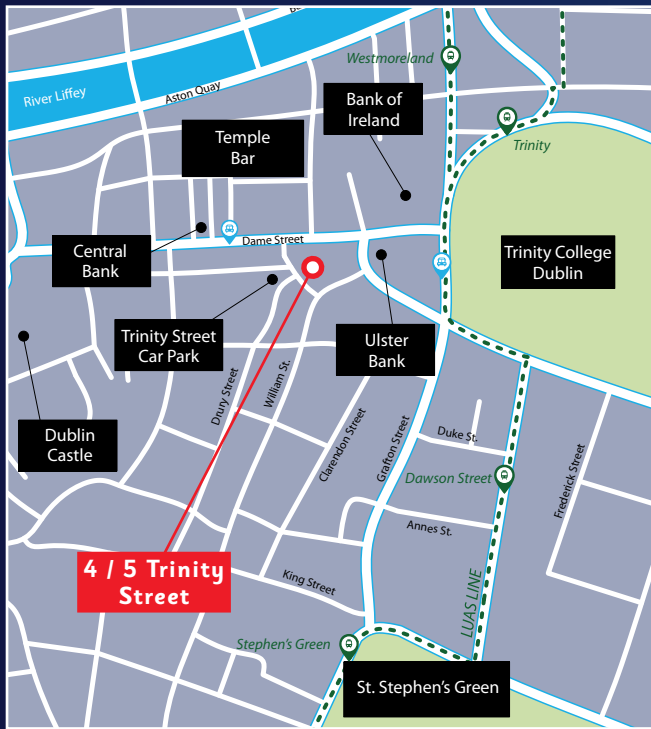 Westmoreland
River Liffey
Aston Quay
Bank of
Ireland
Temple
Bar
Trinity
Dame Street
Central
Bank
Trinity College
Dublin
Trinity Street
Car Park
Ulster
Bank
Drury Street
William St.
Clarendon Street
Grafton Street
Duke St.
Dublin
Castle
Dawson Street
Frederick Street
Annes St.
4 / 5 Trinity
Street
King Street
LUAS LINE
Stephen's Green
St. Stephen's Green